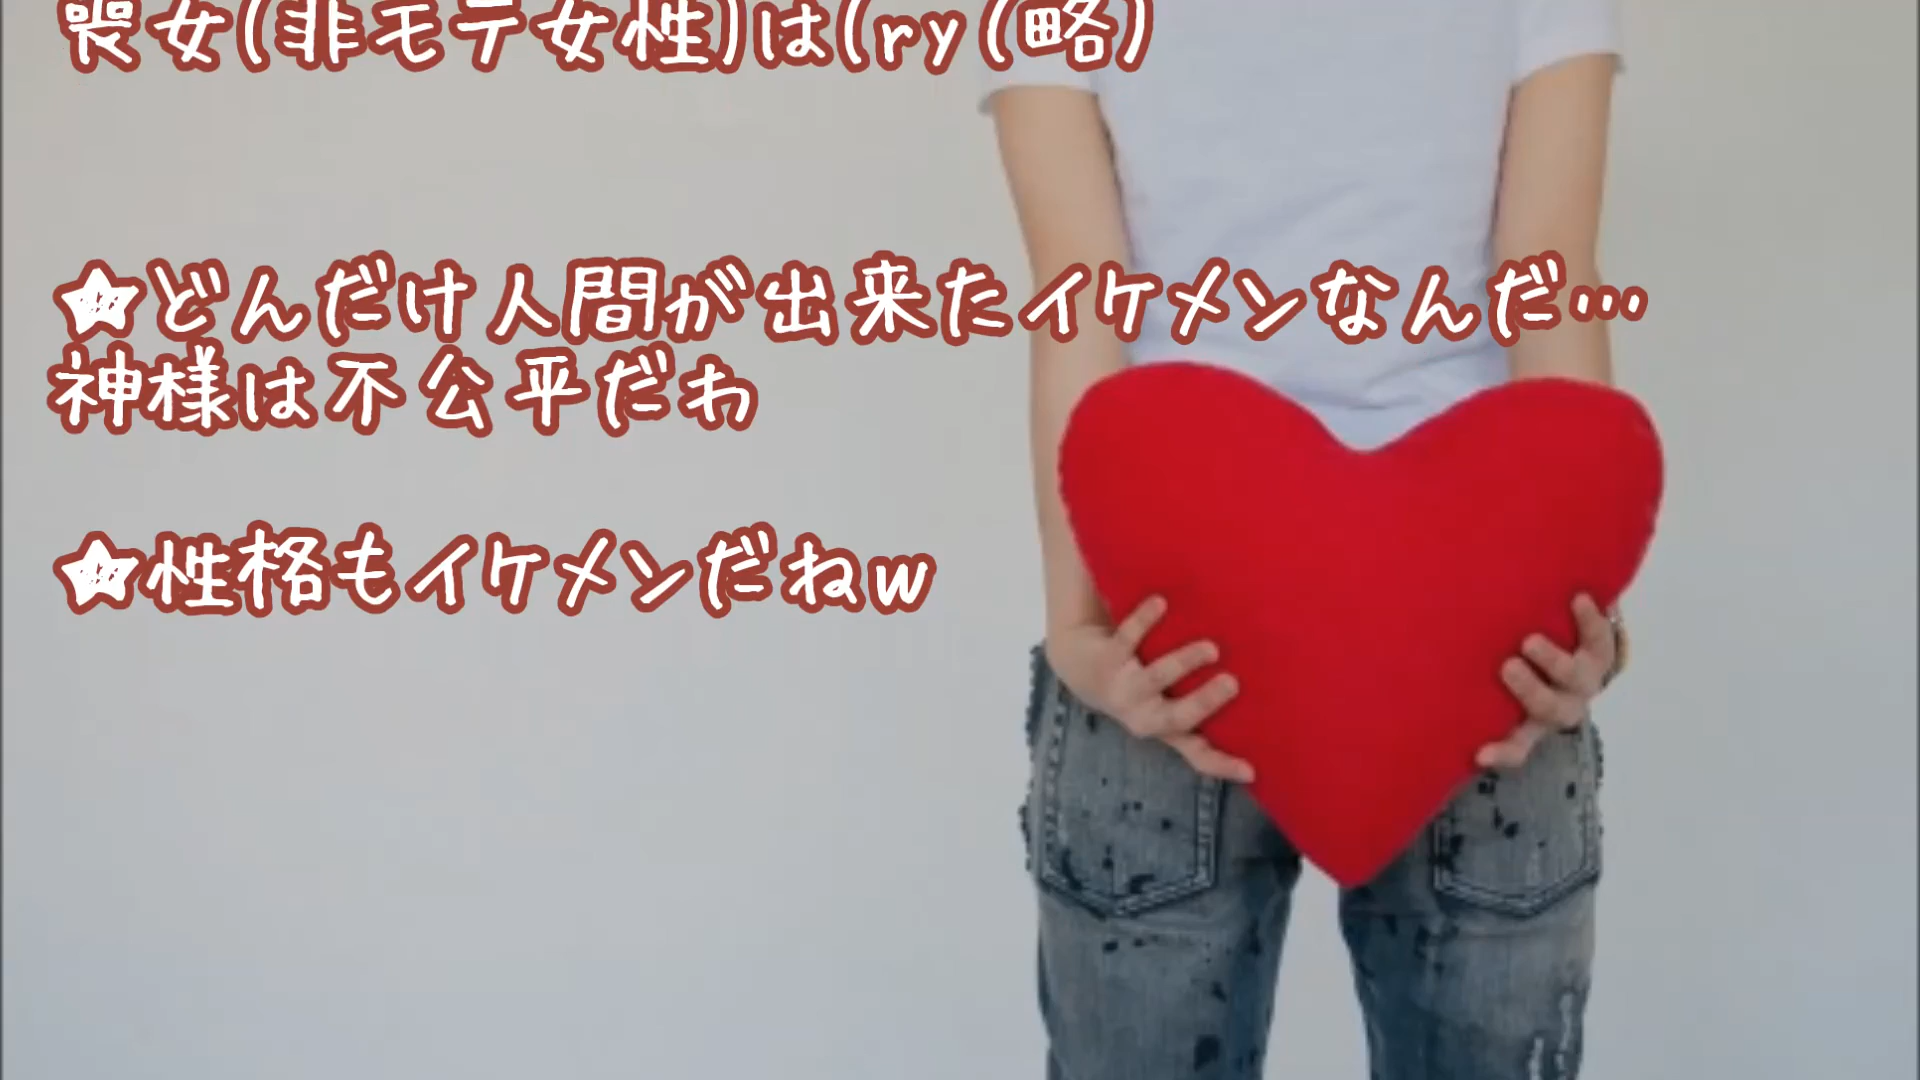 喪女(非モテ女性)は(ry(略)
★どんだけ人間が出来たイケメンなんだ…
神様は不公平だわ
★性格もイケメンだねw